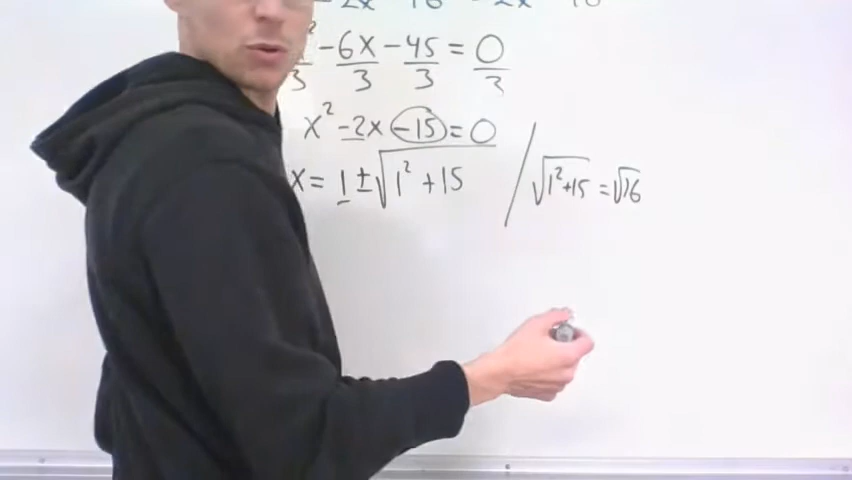 -6x/3 - 45/3 = 0/3
x² - 2x - 15 = 0
x = 1 ± √(1² + 15) / √(1² + 15) = √16